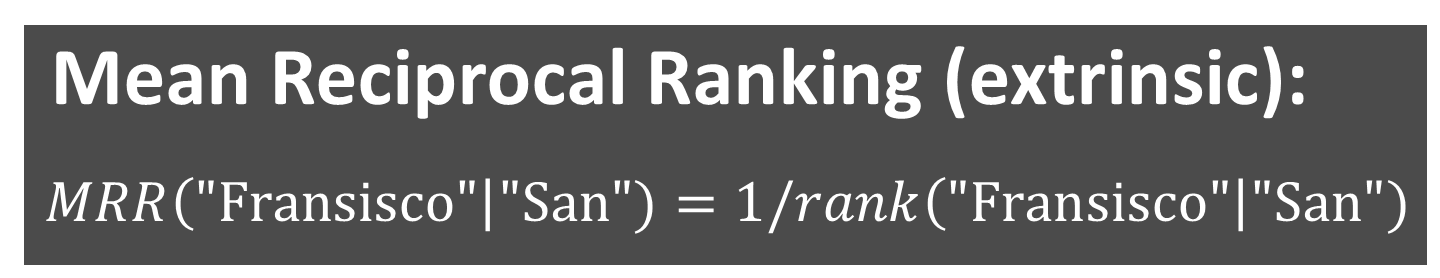 Mean Reciprocal Ranking (extrinsic):
MRR("Fransisco"|"San") = 1/rank("Fransisco"|"San")